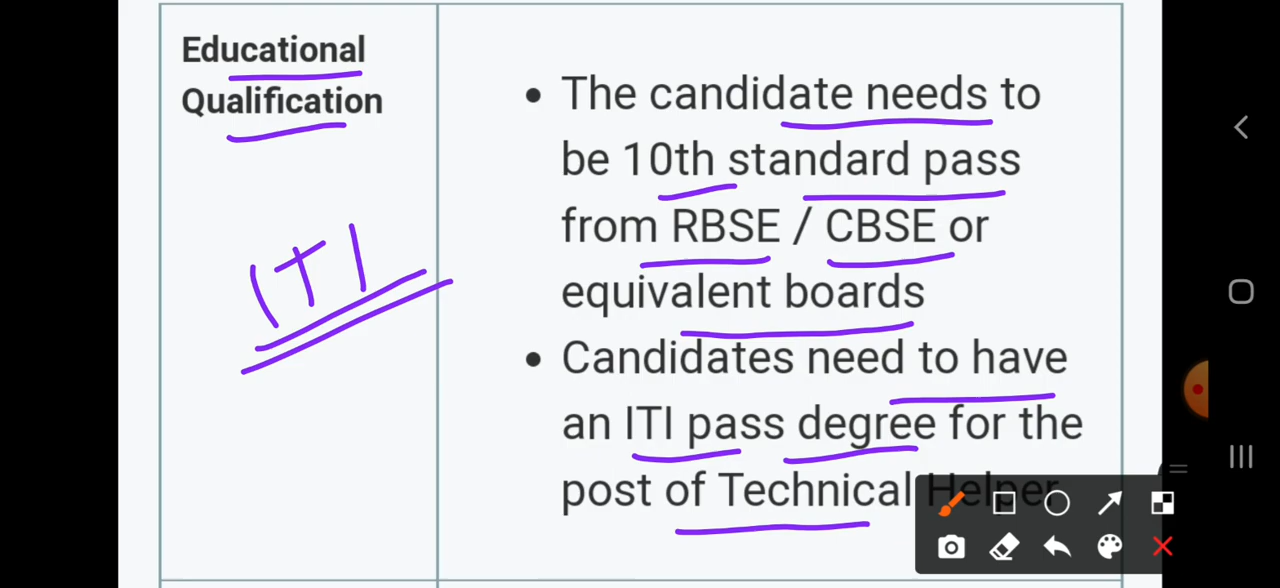 Educational
Qualification
ITI
The candidate needs to
be 10th standard pass
from RBSE / CBSE or
equivalent boards
Candidates need to have
an ITI pass degree for the
post of Technical Helper